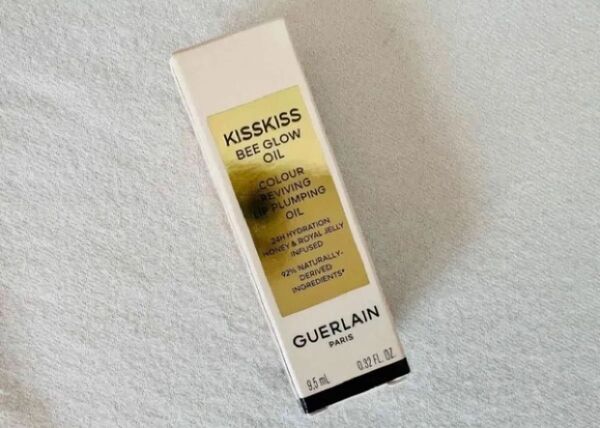 KISSKISS
BEE GLOW
OIL
COLOUR
REVIVING
LIP PLUMPING
OIL
24H HYDRATION
HONEY & ROYAL JELLY
INFUSED
92% NATURALLY-
DERIVED
INGREDIENTS*
GUERLAIN
PARIS
9.5 mL 0.32 FL. OZ.